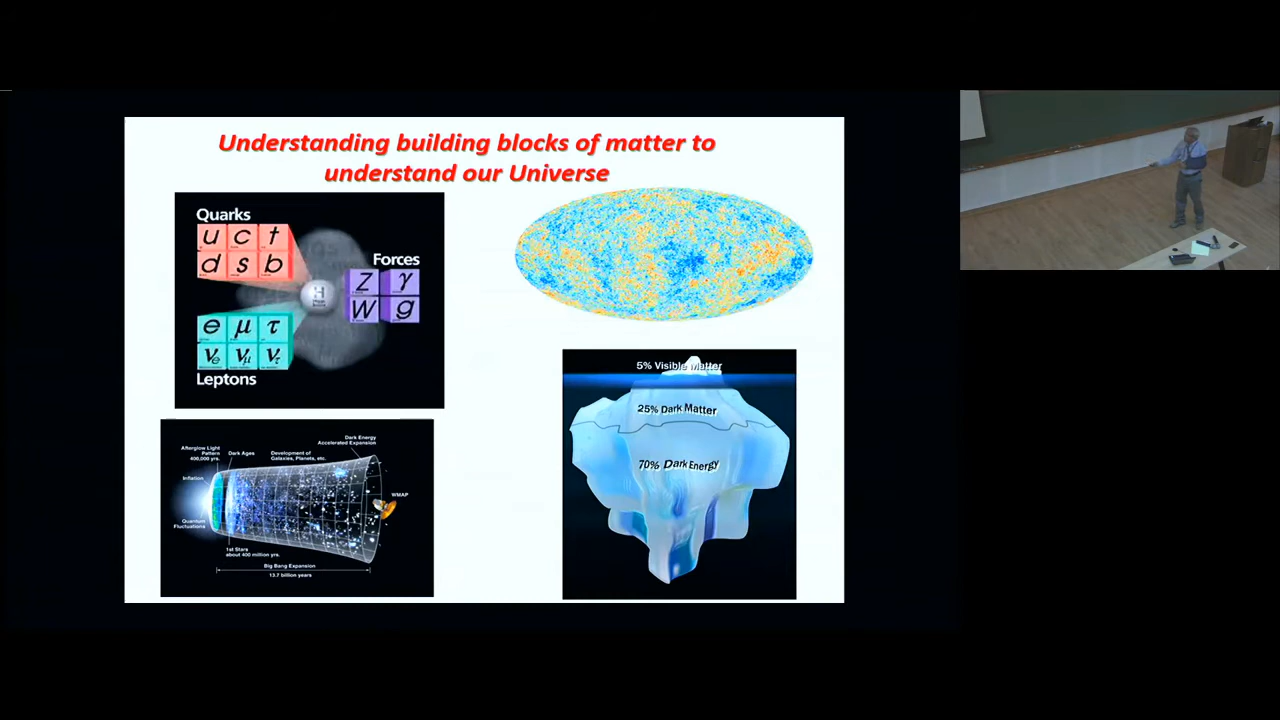 Understanding building blocks of matter to
understand our Universe
Quarks
u c t
d s b
Forces
Z γ
W g
H
e μ τ
νe νμ ντ
Leptons
5% Visible Matter
25% Dark Matter
70% Dark Energy
Dark Energy
Accelerated Expansion
Afterglow Light
Pattern
400,000 yrs.
Dark Ages
Development of
Galaxies, Planets, etc.
Inflation
WMAP
Quantum
Fluctuations
1st Stars
about 400 million yrs.
Big Bang Expansion
13.7 billion years